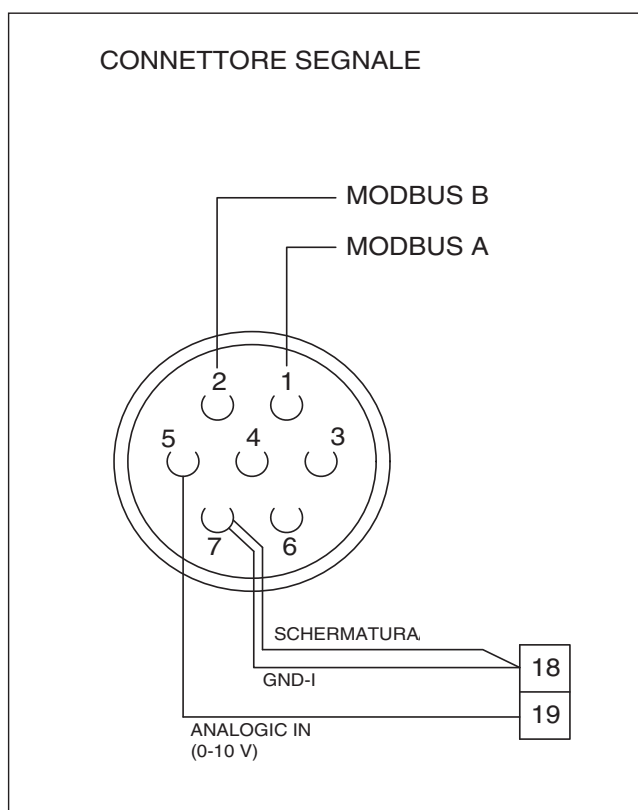 CONNETTORE SEGNALE
MODBUS B
MODBUS A
2 1
5 4 3
7 6
SCHERMATURA
18
GND-I
19
ANALOGIC IN
(0-10 V)